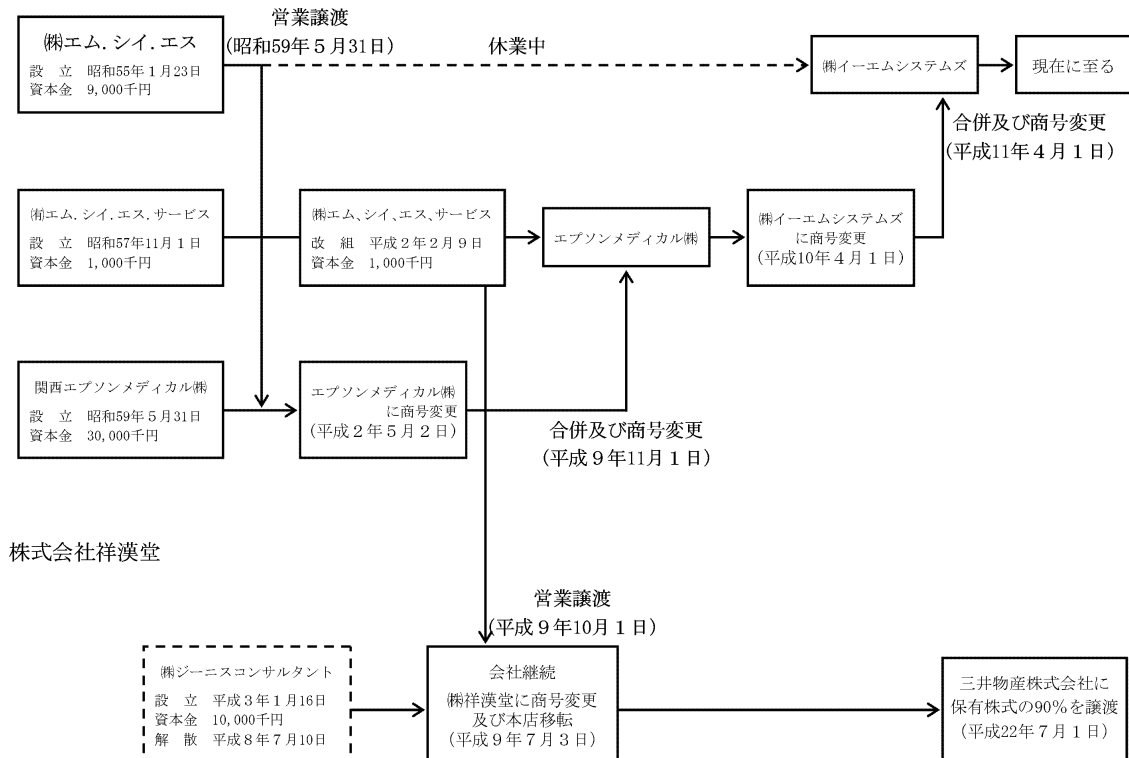 営業譲渡
(昭和59年5月31日)
休業中
㈱エム.シイ.エス
設　立　昭和55年1月23日
資本金　9,000千円
㈱イーエムシステムズ
現在に至る
合併及び商号変更
(平成11年4月1日)
㈲エム.シイ.エス.サービス
設　立　昭和57年11月1日
資本金　1,000千円
㈱エム、シイ、エス、サービス
改　組　平成2年2月9日
資本金　1,000千円
エプソンメディカル㈱
㈱イーエムシステムズ
に商号変更
(平成10年4月1日)
関西エプソンメディカル㈱
設　立　昭和59年5月31日
資本金　30,000千円
エプソンメディカル㈱
に商号変更
(平成2年5月2日)
合併及び商号変更
(平成9年11月1日)
株式会社祥漢堂
営業譲渡
(平成9年10月1日)
㈱ジーニスコンサルタント
設　立　平成3年1月16日
資本金　10,000千円
解　散　平成8年7月10日
会社継続
㈱祥漢堂に商号変更
及び本店移転
(平成9年7月3日)
三井物産株式会社に
保有株式の90％を譲渡
(平成22年7月1日)